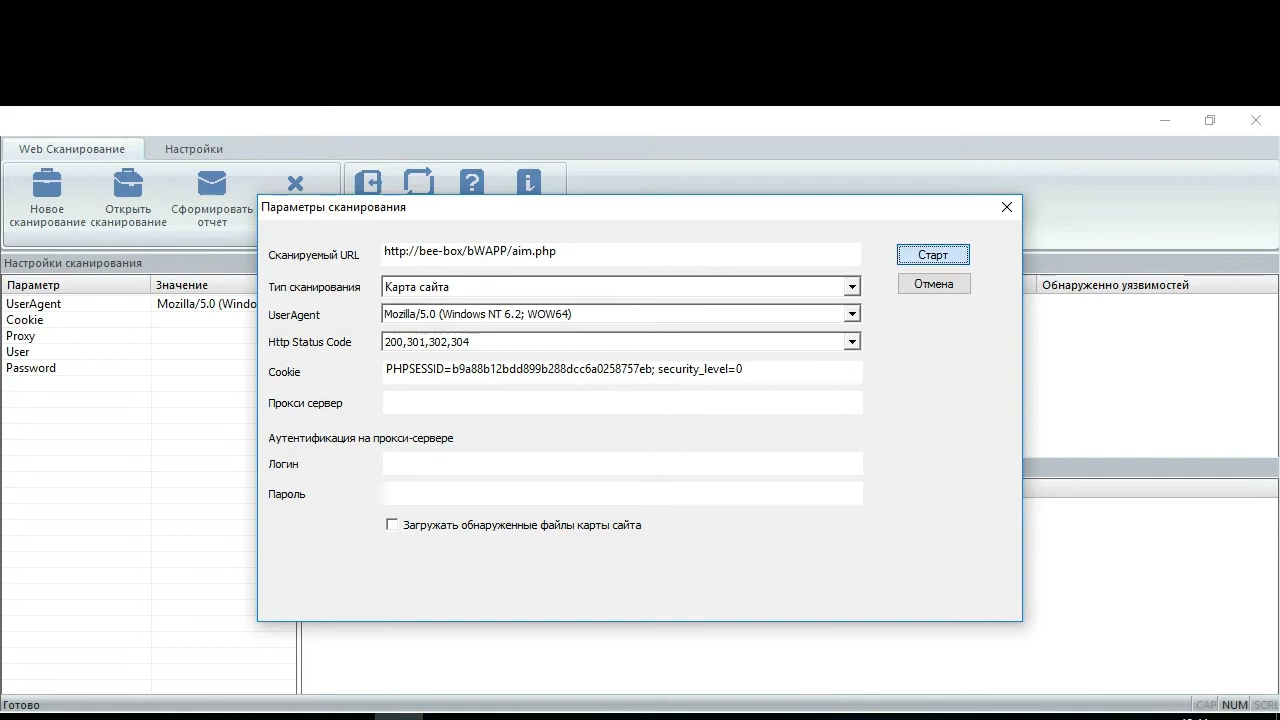 Web Сканирование
Настройки
Новое сканирование
Открыть сканирование
Сформировать отчет
Параметры сканирования
Сканируемый URL
http://bee-box/bWAPP/aim.php
Старт
Тип сканирования
Карта сайта
Отмена
UserAgent
Mozilla/5.0 (Windows NT 6.2; WOW64)
Http Status Code
200,301,302,304
Cookie
PHPSESSID=b9a88b12bdd899b288dcc6a0258757eb; security_level=0
Прокси сервер
Аутентификация на прокси-сервере
Логин
Пароль
Загружать обнаруженные файлы карты сайта
Настройки сканирования
Параметр
Значение
UserAgent
Mozilla/5.0 (Windo
Cookie
Proxy
User
Password
Обнаруженно уязвимостей
Готово
CAP NUM SCRL